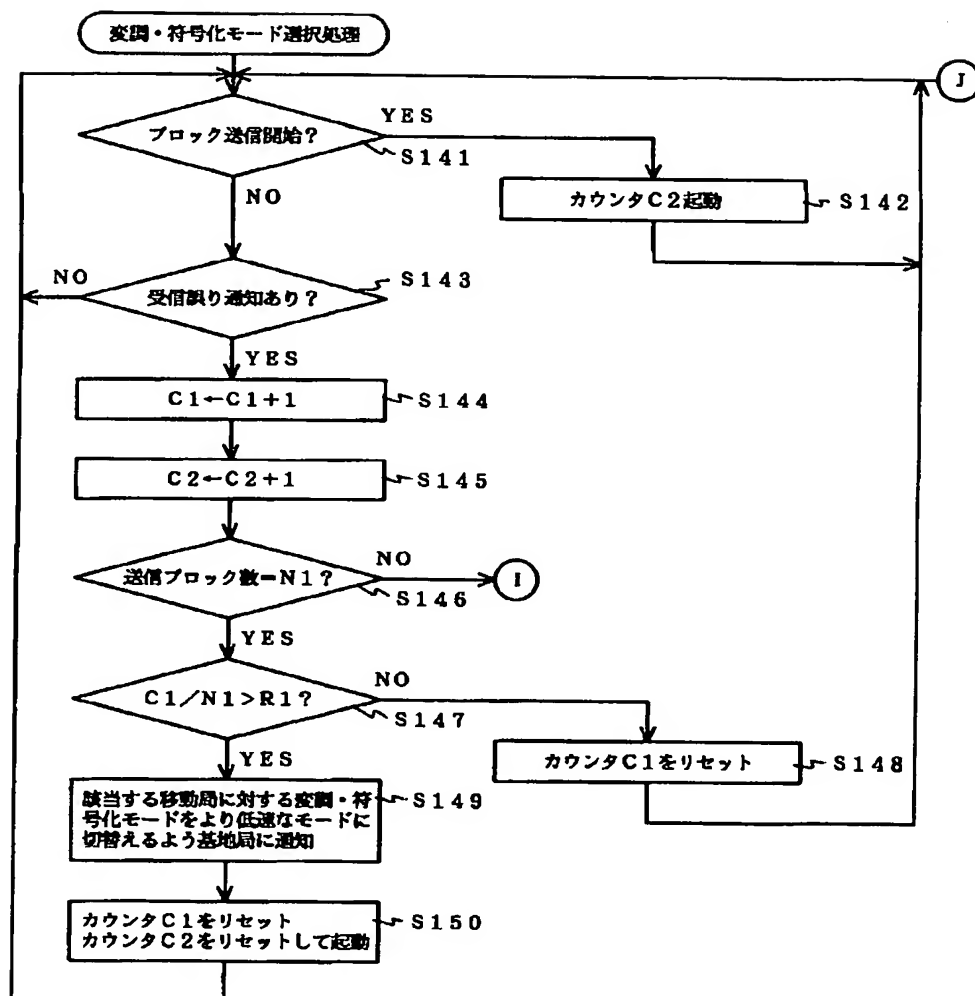 変調・符号化モード選択処理
J
ブロック送信開始？
YES
S141
NO
カウンタC2起動
S142
受信誤り通知あり？
NO
S143
YES
C1←C1+1
S144
C2←C2+1
S145
送信ブロック数＝N1？
NO
I
S146
YES
C1／N1＞R1？
NO
S147
YES
カウンタC1をリセット
S148
該当する移動局に対する変調・符
号化モードをより低速なモードに
切替えるよう基地局に通知
S149
カウンタC1をリセット
カウンタC2をリセットして起動
S150